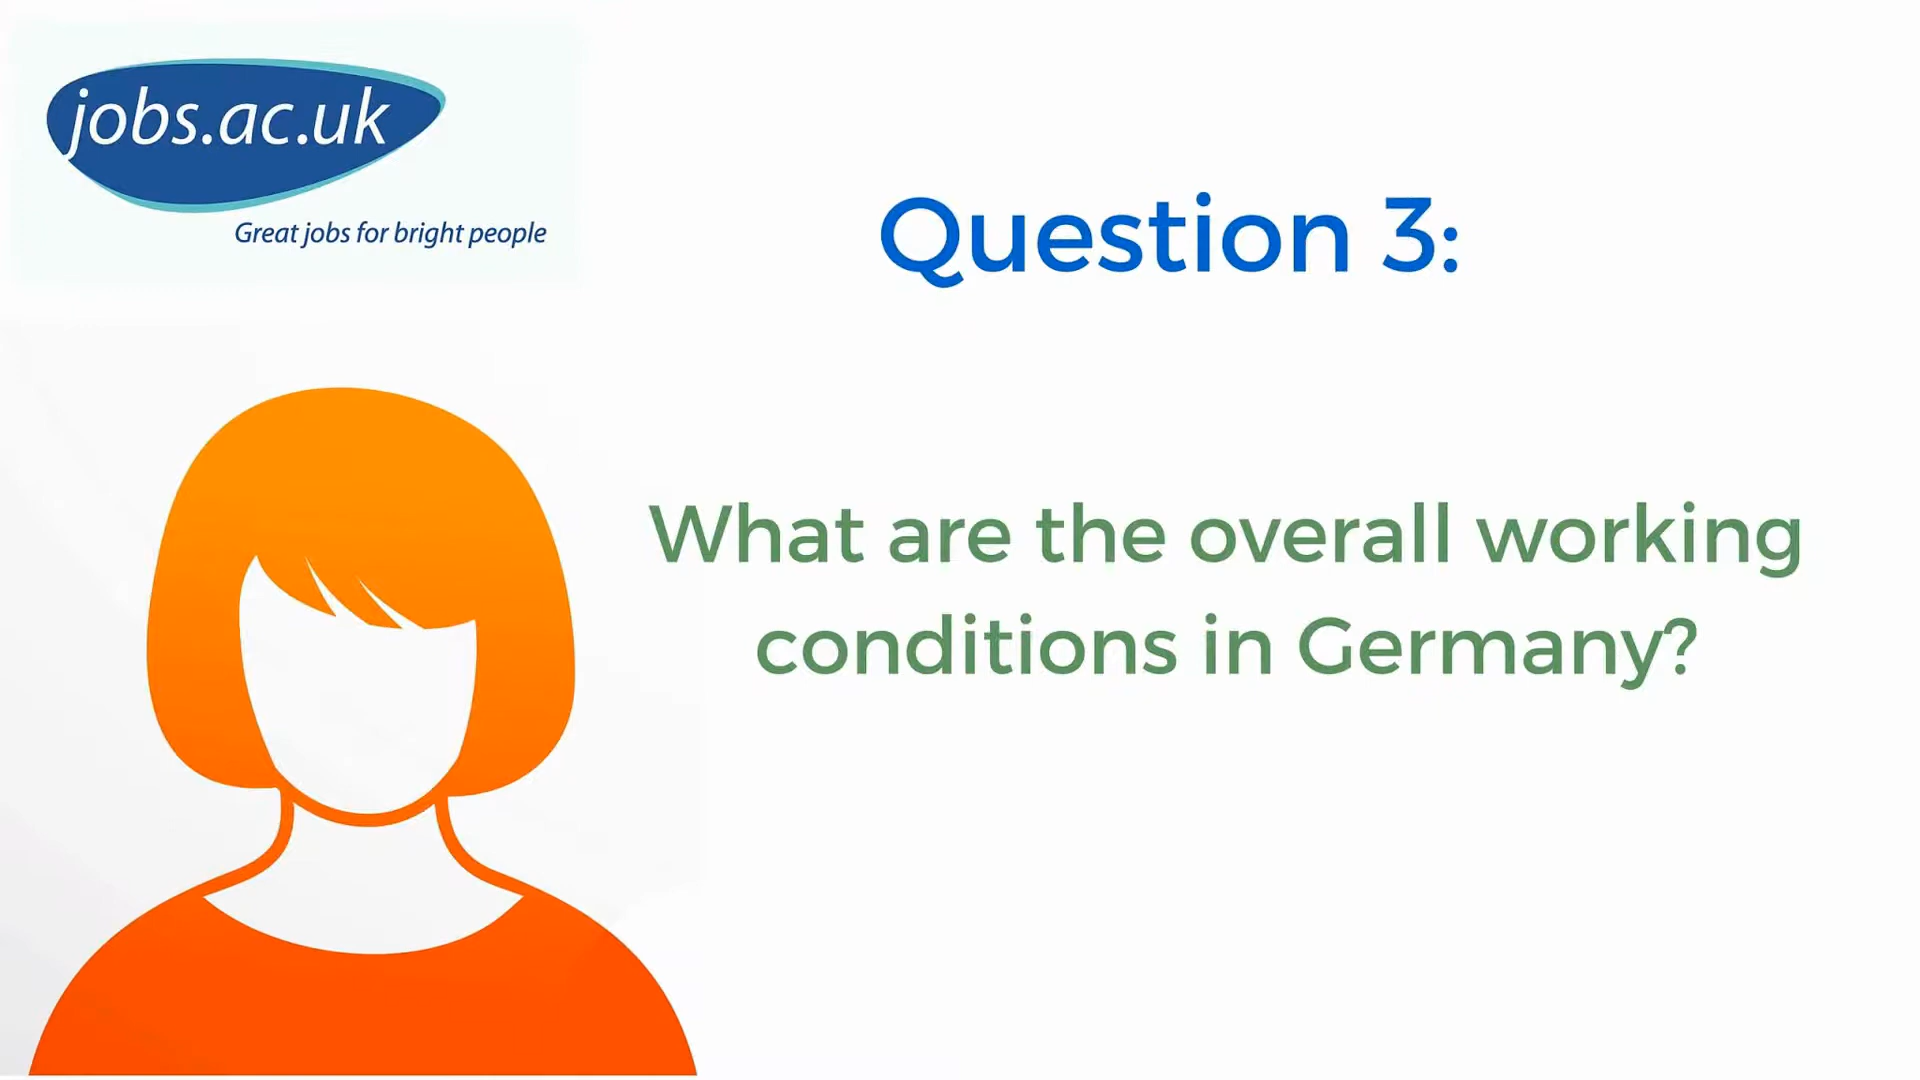 jobs.ac.uk
Great jobs for bright people
Question 3:
What are the overall working
conditions in Germany?